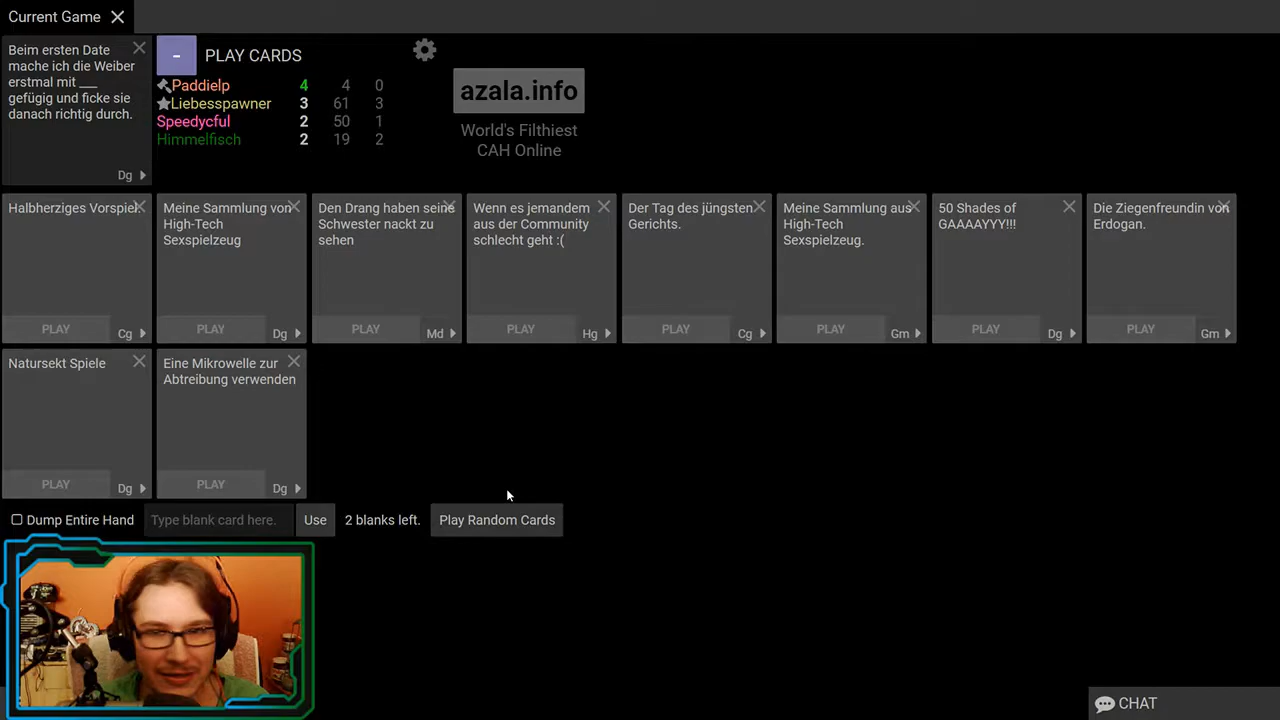 Current Game
Beim ersten Date
mache ich die Weiber
erstmal mit ___
gefügig und ficke sie
danach richtig durch.
Dg
-
PLAY CARDS
Paddielp 4 4 0
Liebesspawner 3 61 3
Speedycful 2 50 1
Himmelfisch 2 19 2
azala.info
World's Filthiest
CAH Online
Halbherziges Vorspiel.
PLAY
Cg
Meine Sammlung von
High-Tech
Sexspielzeug
PLAY
Dg
Den Drang haben seine
Schwester nackt zu
sehen
PLAY
Md
Wenn es jemandem
aus der Community
schlecht geht :(
PLAY
Hg
Der Tag des jüngsten
Gerichts.
PLAY
Cg
Meine Sammlung aus
High-Tech
Sexspielzeug.
PLAY
Gm
50 Shades of
GAAAAYYY!!!
PLAY
Dg
Die Ziegenfreundin von
Erdogan.
PLAY
Gm
Natursekt Spiele
PLAY
Dg
Eine Mikrowelle zur
Abtreibung verwenden
PLAY
Dg
Dump Entire Hand
Type blank card here.
Use
2 blanks left.
Play Random Cards
CHAT